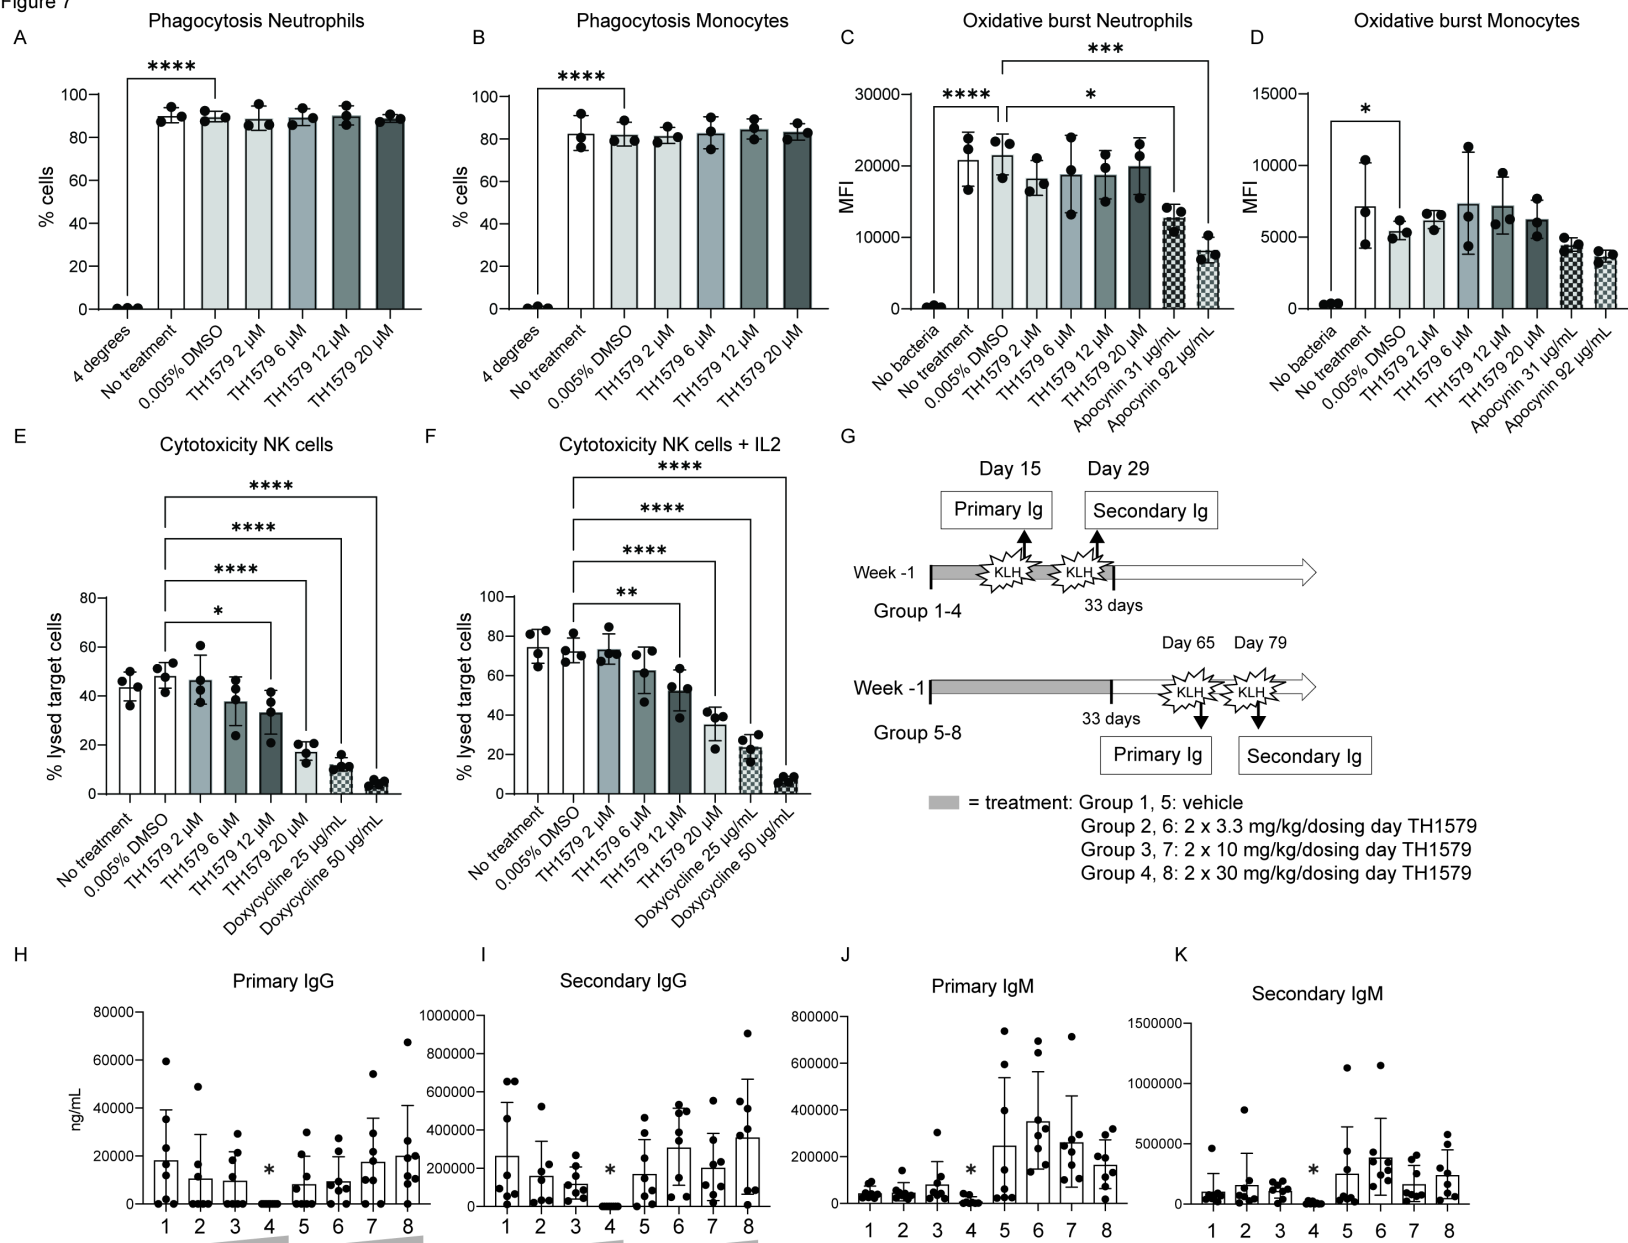 Figure 7
A
Phagocytosis Neutrophils
****
% cells
100
80
60
40
20
0
4 degrees
No treatment
0.005% DMSO
TH1579 2 µM
TH1579 6 µM
TH1579 12 µM
TH1579 20 µM
B
Phagocytosis Monocytes
****
% cells
100
80
60
40
20
0
4 degrees
No treatment
0.005% DMSO
TH1579 2 µM
TH1579 6 µM
TH1579 12 µM
TH1579 20 µM
C
Oxidative burst Neutrophils
***
****
*
MFI
30000
20000
10000
0
No bacteria
No treatment
0.005% DMSO
TH1579 2 µM
TH1579 6 µM
TH1579 12 µM
TH1579 20 µM
Apocynin 31 µg/mL
Apocynin 92 µg/mL
D
Oxidative burst Monocytes
*
MFI
15000
10000
5000
0
No bacteria
No treatment
0.005% DMSO
TH1579 2 µM
TH1579 6 µM
TH1579 12 µM
TH1579 20 µM
Apocynin 31 µg/mL
Apocynin 92 µg/mL
E
Cytotoxicity NK cells
****
****
****
*
% lysed target cells
80
60
40
20
0
No treatment
0.005% DMSO
TH1579 2 µM
TH1579 6 µM
TH1579 12 µM
TH1579 20 µM
Doxycycline 25 µg/mL
Doxycycline 50 µg/mL
F
Cytotoxicity NK cells + IL2
****
****
****
**
% lysed target cells
100
80
60
40
20
0
No treatment
0.005% DMSO
TH1579 2 µM
TH1579 6 µM
TH1579 12 µM
TH1579 20 µM
Doxycycline 25 µg/mL
Doxycycline 50 µg/mL
G
Day 15
Day 29
Primary Ig
Secondary Ig
Week -1
KLH
KLH
33 days
Group 1-4
Day 65
Day 79
Week -1
KLH
KLH
33 days
Group 5-8
Primary Ig
Secondary Ig
= treatment: Group 1, 5: vehicle
Group 2, 6: 2 x 3.3 mg/kg/dosing day TH1579
Group 3, 7: 2 x 10 mg/kg/dosing day TH1579
Group 4, 8: 2 x 30 mg/kg/dosing day TH1579
H
Primary IgG
ng/mL
80000
60000
40000
20000
0
*
1 2 3 4 5 6 7 8
I
Secondary IgG
1000000
800000
600000
400000
200000
0
*
1 2 3 4 5 6 7 8
J
Primary IgM
800000
600000
400000
200000
0
*
1 2 3 4 5 6 7 8
K
Secondary IgM
1500000
1000000
500000
0
*
1 2 3 4 5 6 7 8